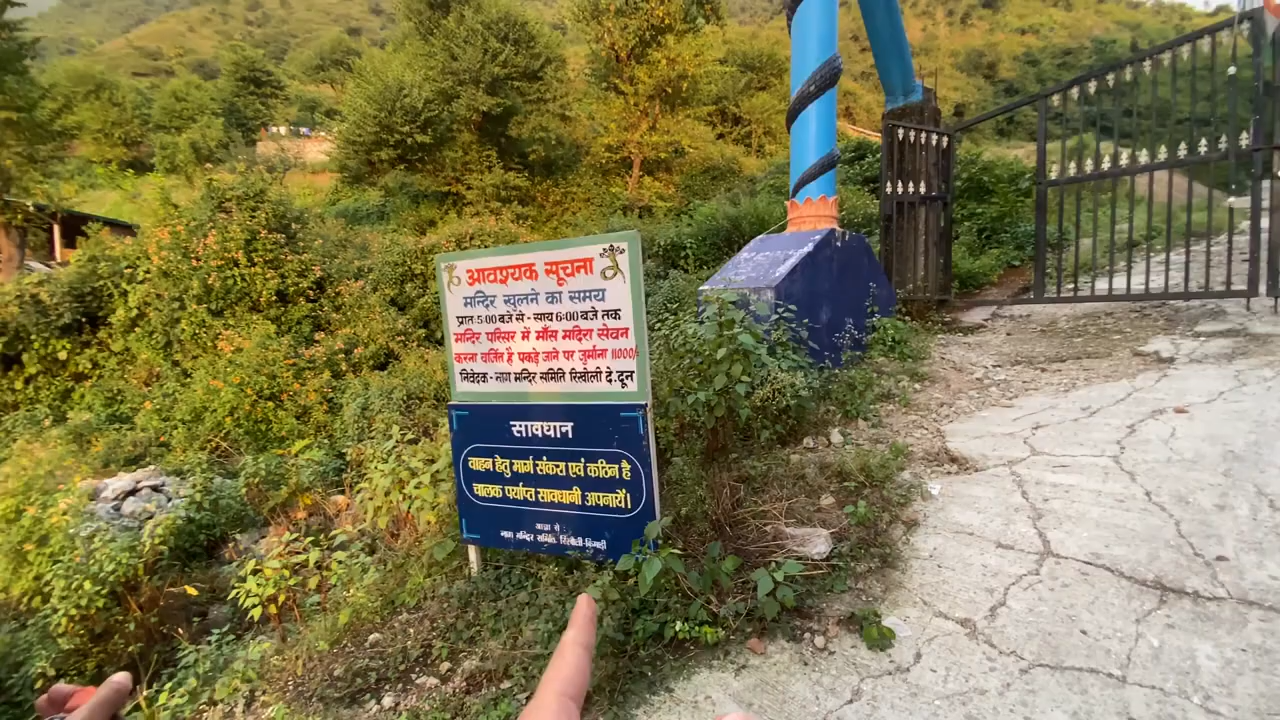 आवश्यक सूचना
मन्दिर खुलने का समय
प्रातः 5:00 बजे से - सायं 6:00 बजे तक
मन्दिर परिसर में माँस मदिरा सेवन
करना वर्जित है पकड़े जाने पर जुर्माना 11000/-
निवेदक - नाग मन्दिर समिति रिखोली दे.दून
सावधान
वाहन हेतु मार्ग संकरा एवं कठिन है
चालक पर्याप्त सावधानी अपनायें।
आज्ञा से :
नाग मन्दिर समिति, रिखोली-